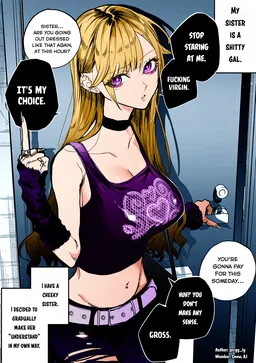 MY
SISTER
IS A
SHITTY
GAL.
SISTER...
ARE YOU
GOING OUT
DRESSED
LIKE THAT
AGAIN,
AT THIS
HOUR?
STOP
STARING
AT ME.
FUCKING
VIRGIN.
IT'S MY
CHOICE.
YOU'RE
GONNA PAY
FOR THIS
SOMEDAY...
HUH? YOU
DON'T MAKE
ANY
SENSE.
GROSS.
I HAVE A
CHEEKY
SISTER.
I DECIDED TO
GRADUALLY
MAKE HER
"UNDERSTAND"
IN MY OWN
WAY.